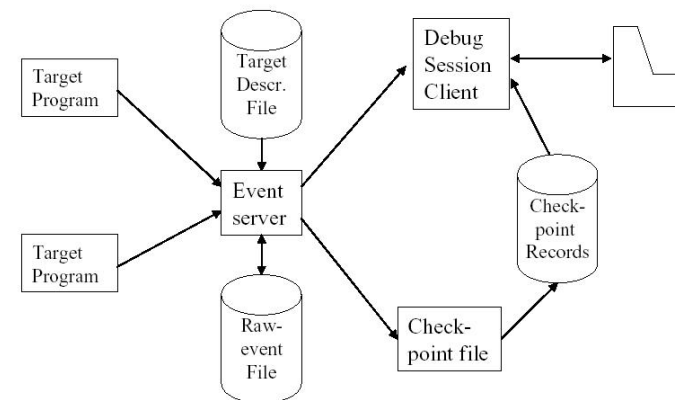 Target
Program
Target
Descr.
File
Debug
Session
Client
Event
server
Check-
point
Records
Target
Program
Raw-
event
File
Check-
point file